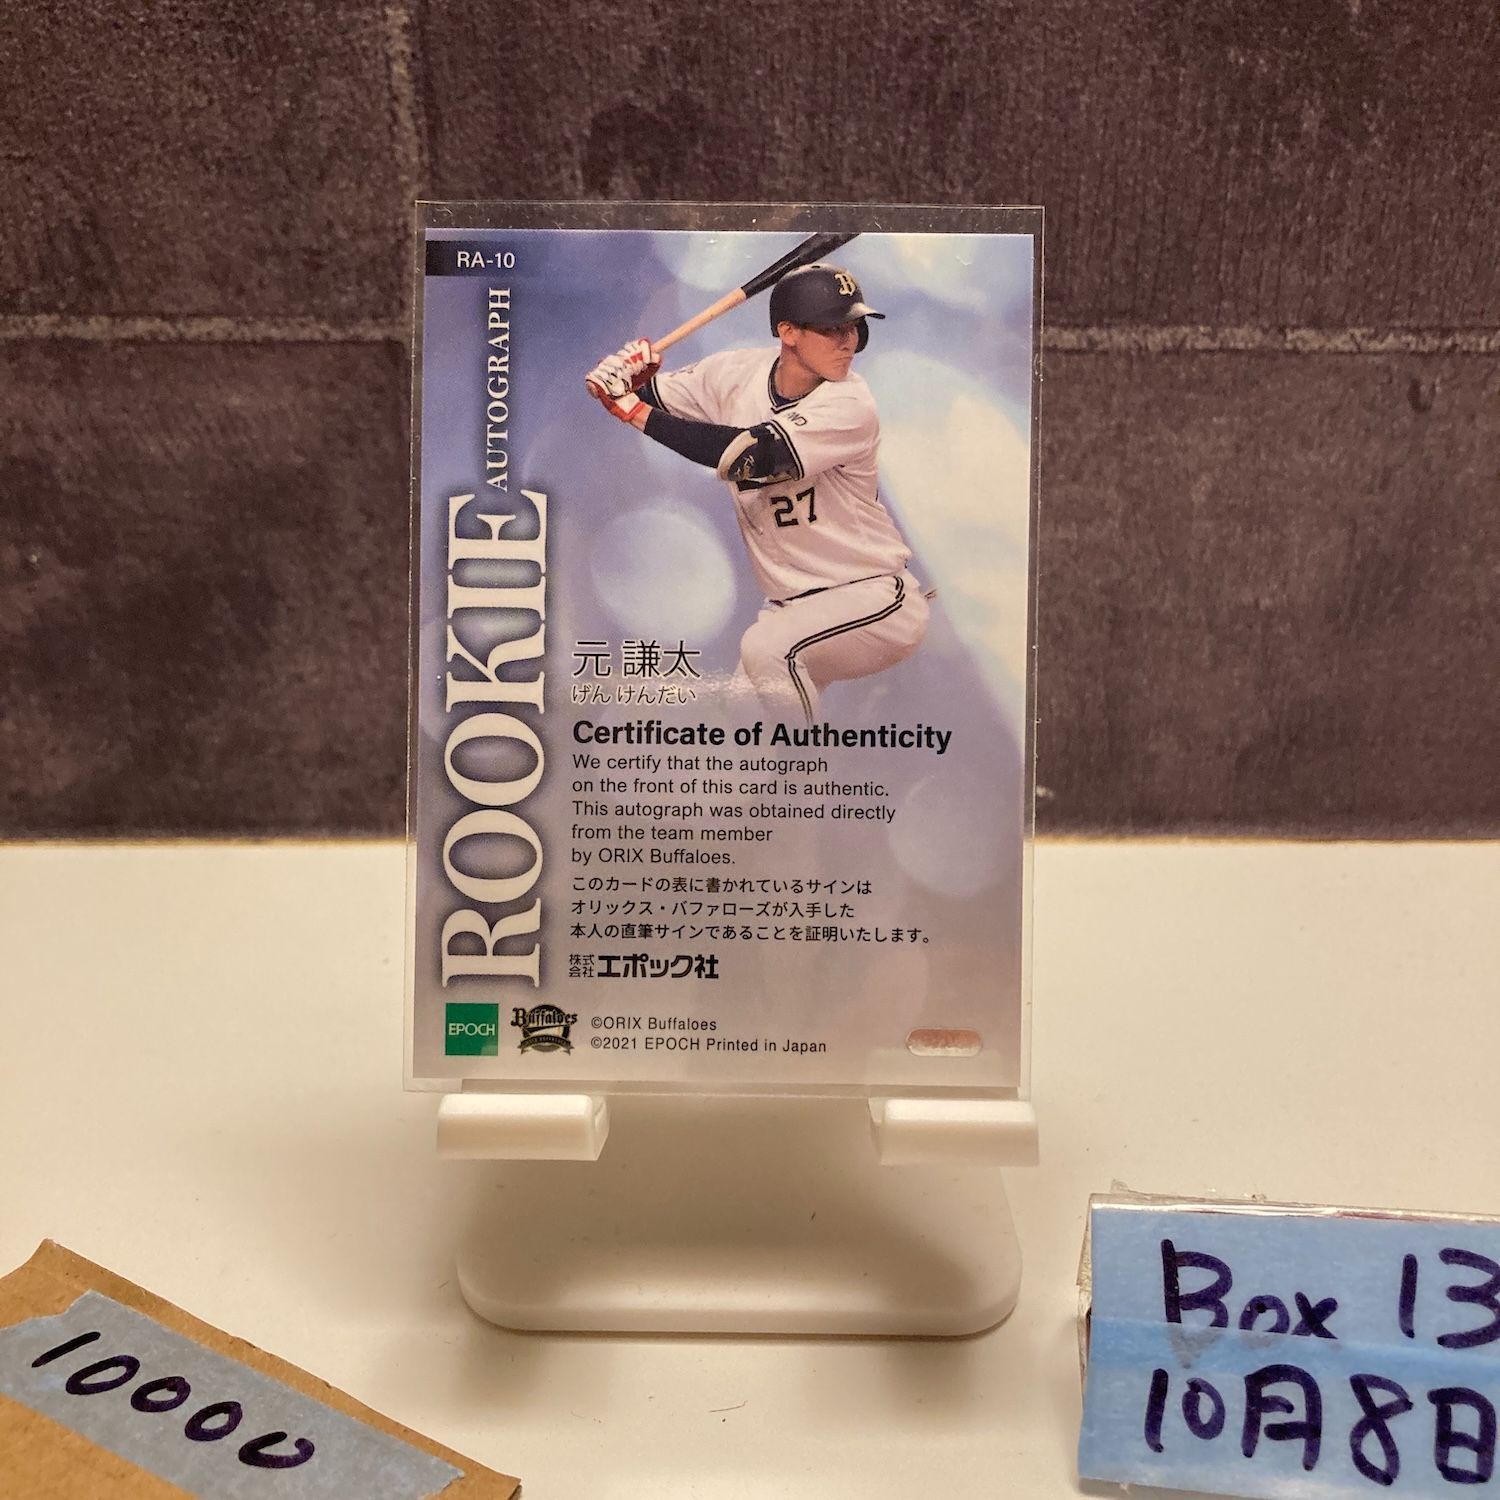 RA-10
ROOKIE AUTOGRAPH
B
27
元 謙太
げん けんだい
Certificate of Authenticity
We certify that the autograph
on the front of this card is authentic.
This autograph was obtained directly
from the team member
by ORIX Buffaloes.
このカードの表に書かれているサインは
オリックス・バファローズが入手した
本人の直筆サインであることを証明いたします。
株式会社 エポック社
EPOCH
Buffaloes
©ORIX Buffaloes
©2021 EPOCH Printed in Japan
10000
Box 13
10月8日